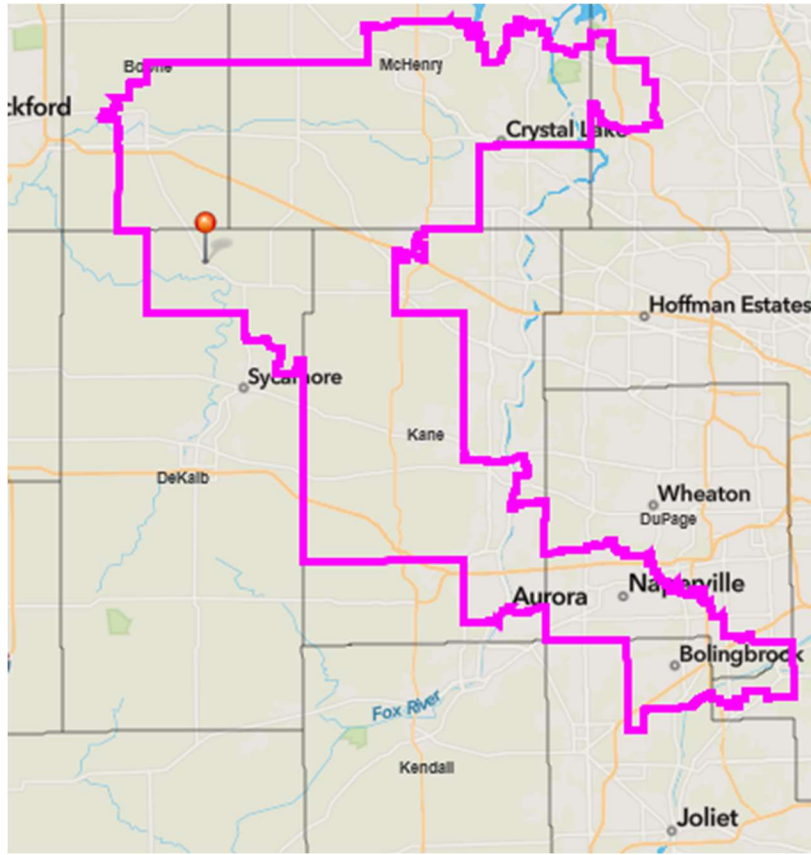 Boone
McHenry
ckford
Crystal Lake
Hoffman Estates
Sycamore
Kane
DeKalb
Wheaton
DuPage
Aurora
Naperville
Bolingbrook
Fox River
Kendall
Joliet